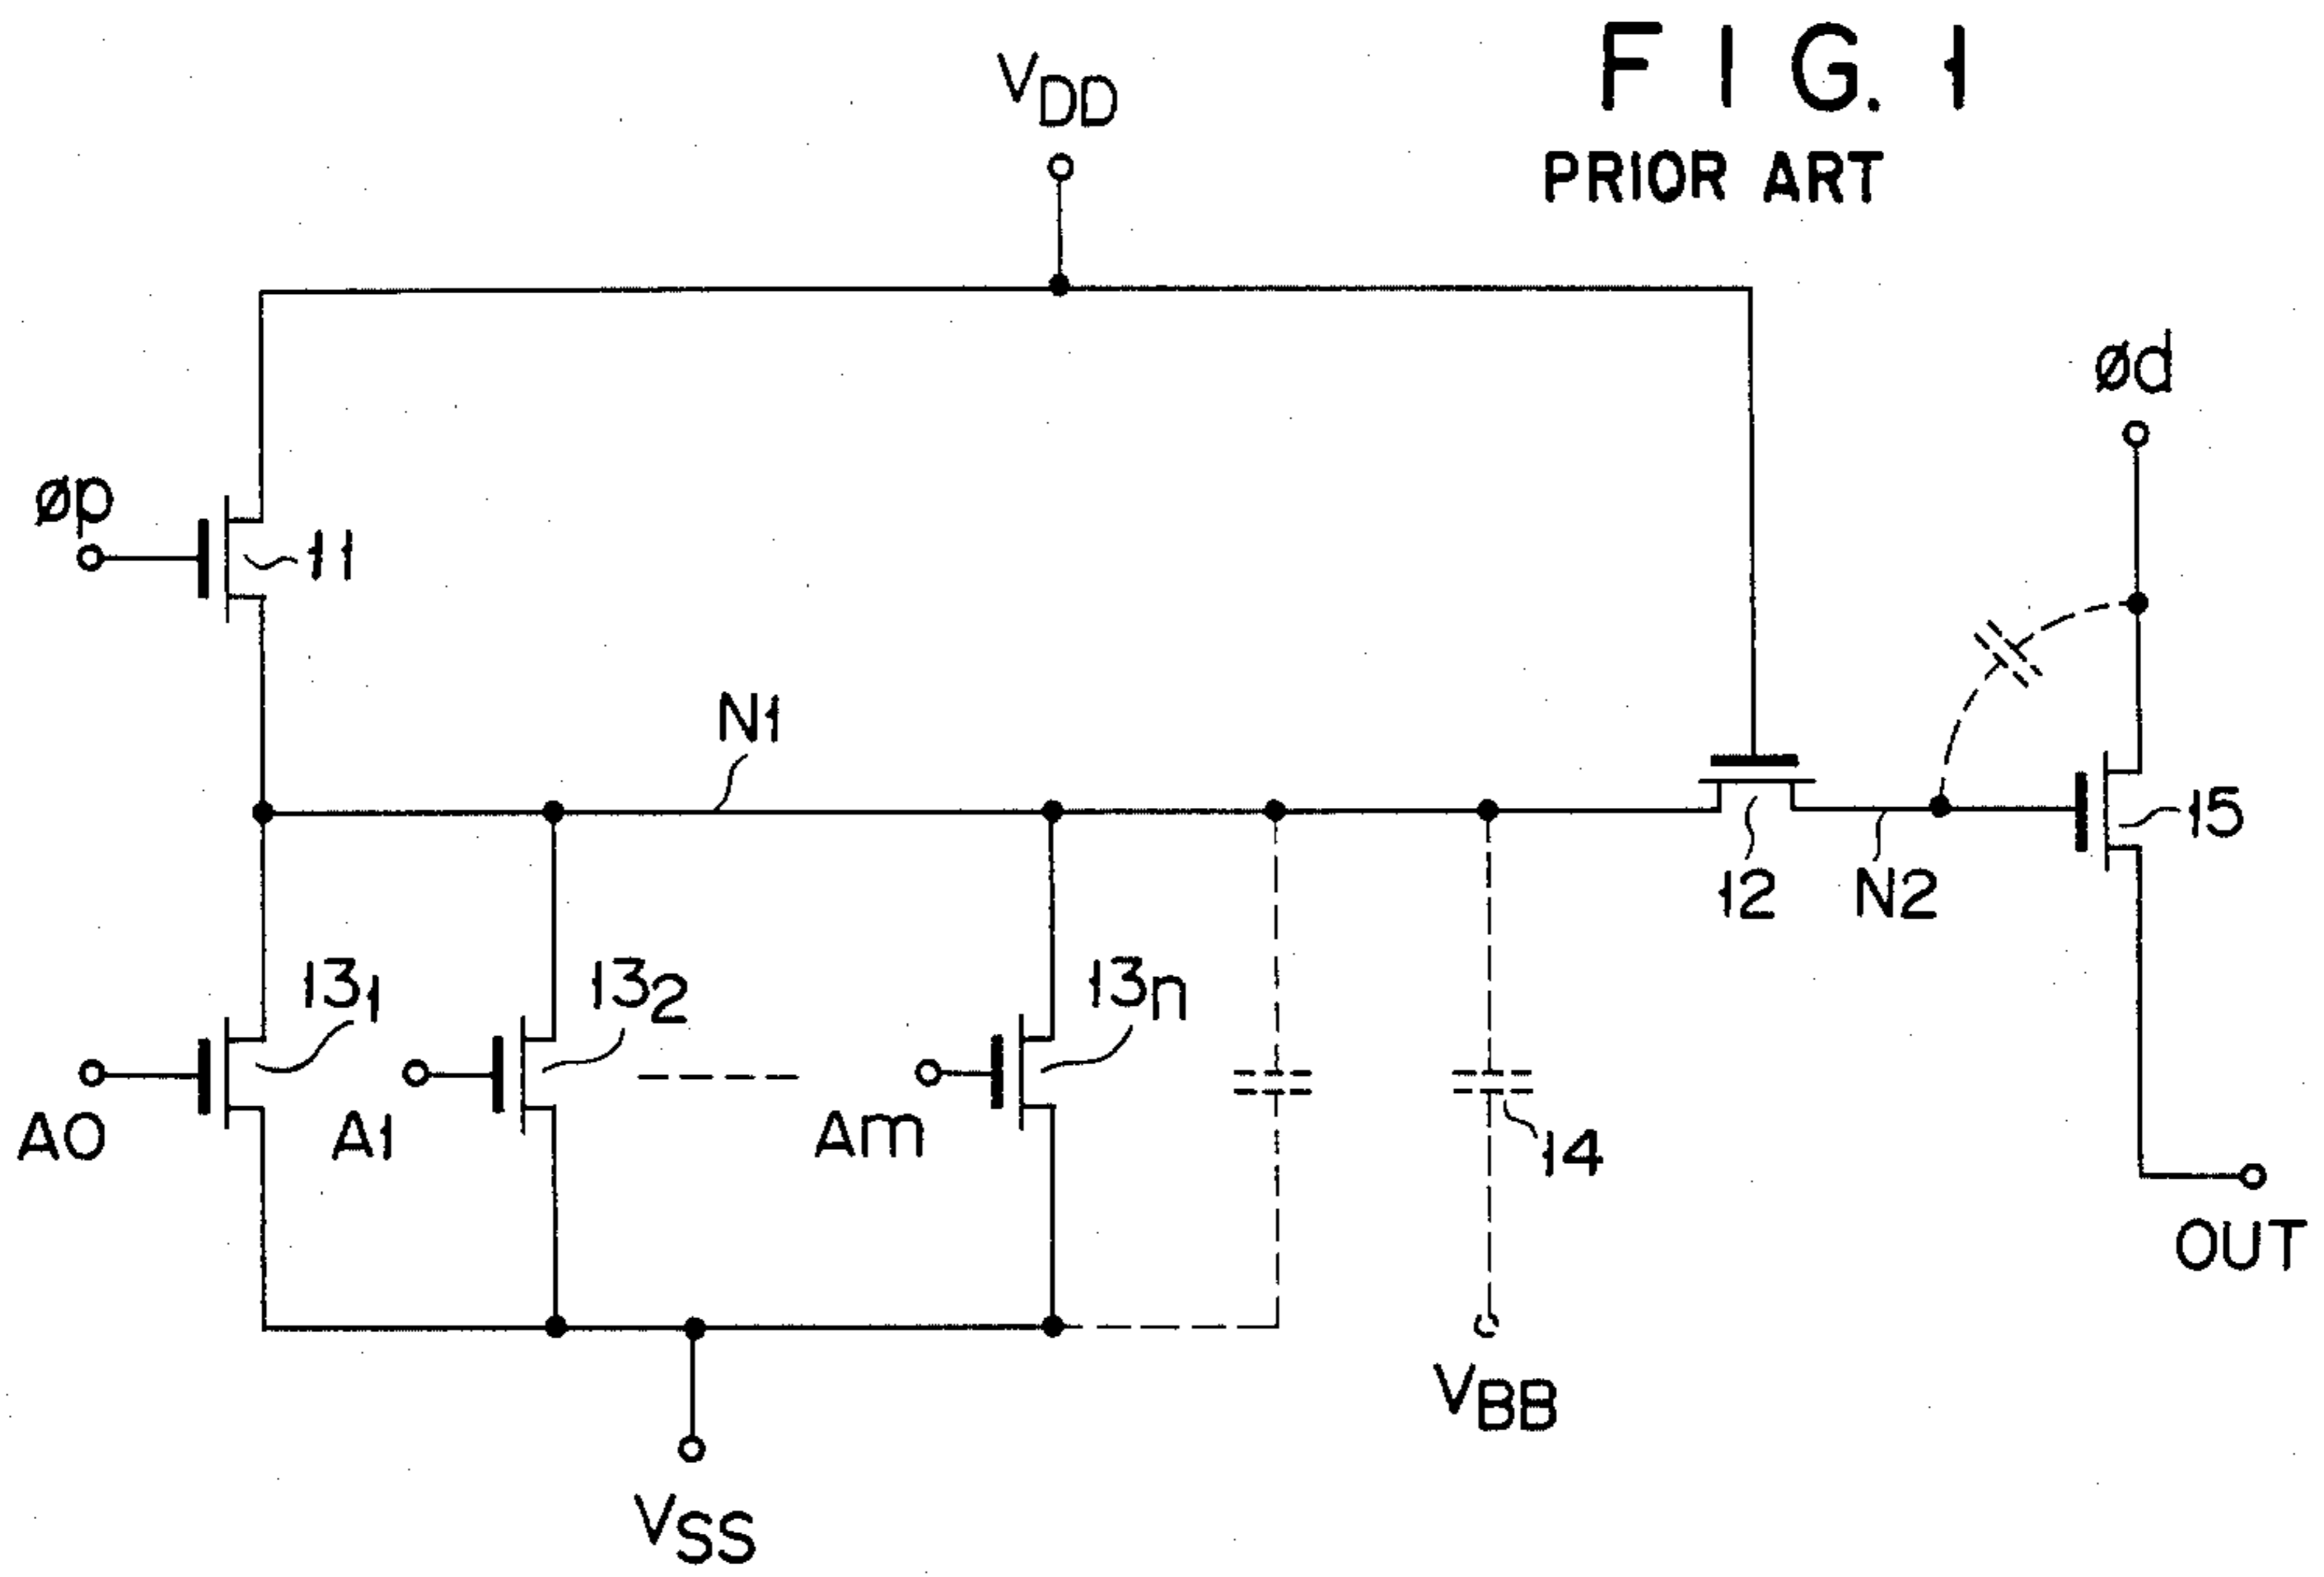 FIG. 1
PRIOR ART
VDD
ød
øp
11
N1
15
12
N2
131
132
13n
A0
A1
Am
14
OUT
VBB
VSS